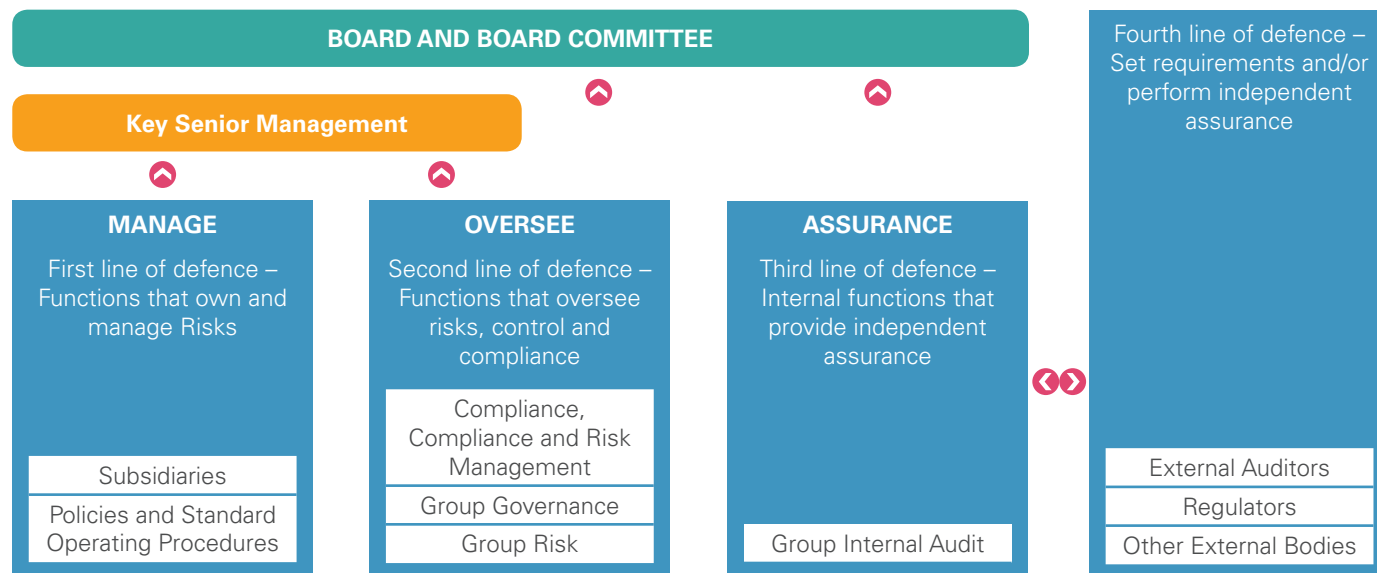 BOARD AND BOARD COMMITTEE
Key Senior Management
MANAGE
First line of defence –
Functions that own and
manage Risks
Subsidiaries
Policies and Standard
Operating Procedures
OVERSEE
Second line of defence –
Functions that oversee
risks, control and
compliance
Compliance,
Compliance and Risk
Management
Group Governance
Group Risk
ASSURANCE
Third line of defence –
Internal functions that
provide independent
assurance
Group Internal Audit
Fourth line of defence –
Set requirements and/or
perform independent
assurance
External Auditors
Regulators
Other External Bodies